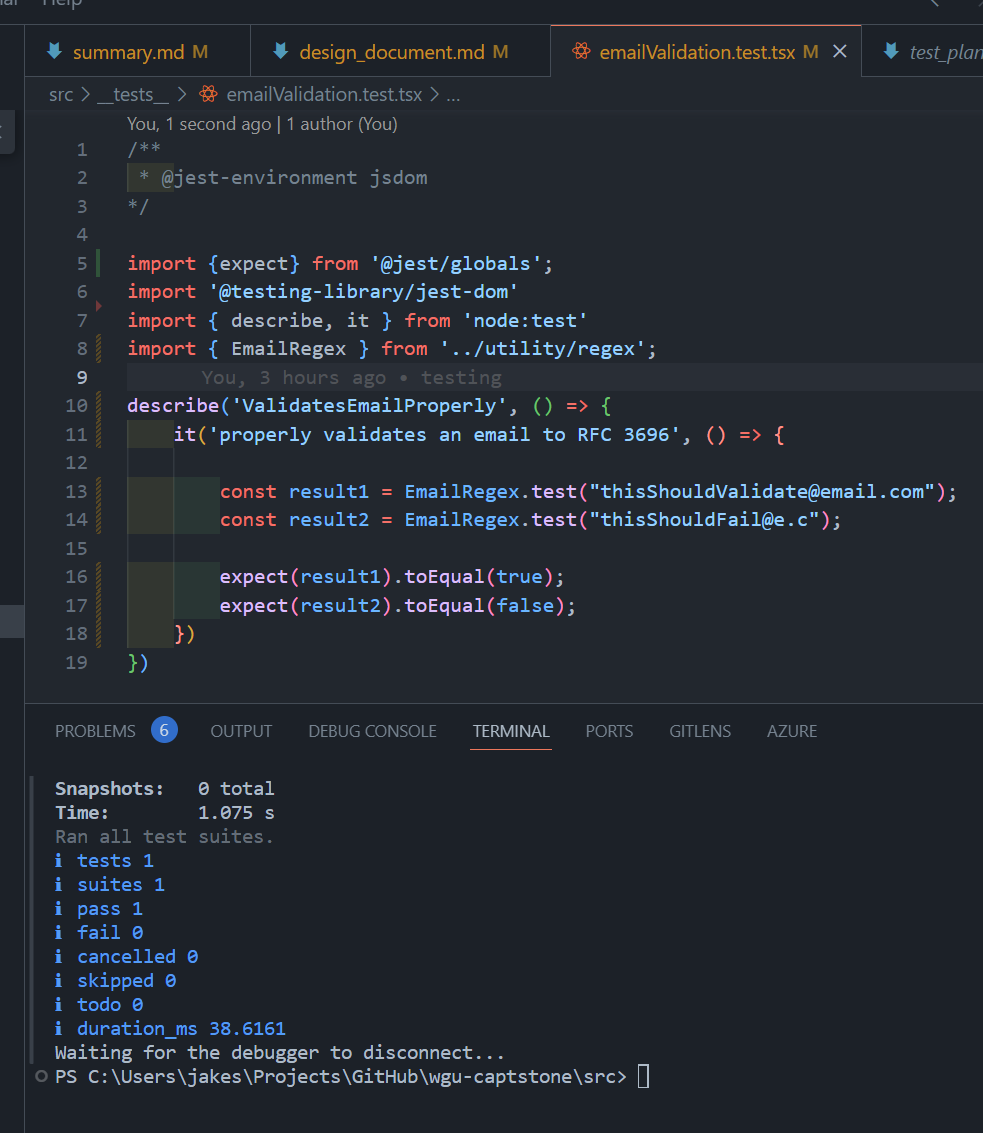 Help
summary.md M
design_document.md M
emailValidation.test.tsx M
test_plan
src > __tests__ > emailValidation.test.tsx > ...
You, 1 second ago | 1 author (You)
1 /**
2 * @jest-environment jsdom
3 */
4
5 import {expect} from '@jest/globals';
6 import '@testing-library/jest-dom'
7 import { describe, it } from 'node:test'
8 import { EmailRegex } from '../utility/regex';
9 You, 3 hours ago • testing
10 describe('ValidatesEmailProperly', () => {
11 it('properly validates an email to RFC 3696', () => {
12
13 const result1 = EmailRegex.test("thisShouldValidate@email.com");
14 const result2 = EmailRegex.test("thisShouldFail@e.c");
15
16 expect(result1).toEqual(true);
17 expect(result2).toEqual(false);
18 })
19 })
PROBLEMS 6 OUTPUT DEBUG CONSOLE TERMINAL PORTS GITLENS AZURE
Snapshots: 0 total
Time: 1.075 s
Ran all test suites.
ℹ tests 1
ℹ suites 1
ℹ pass 1
ℹ fail 0
ℹ cancelled 0
ℹ skipped 0
ℹ todo 0
ℹ duration_ms 38.6161
Waiting for the debugger to disconnect...
PS C:\Users\jakes\Projects\GitHub\wgu-captstone\src>